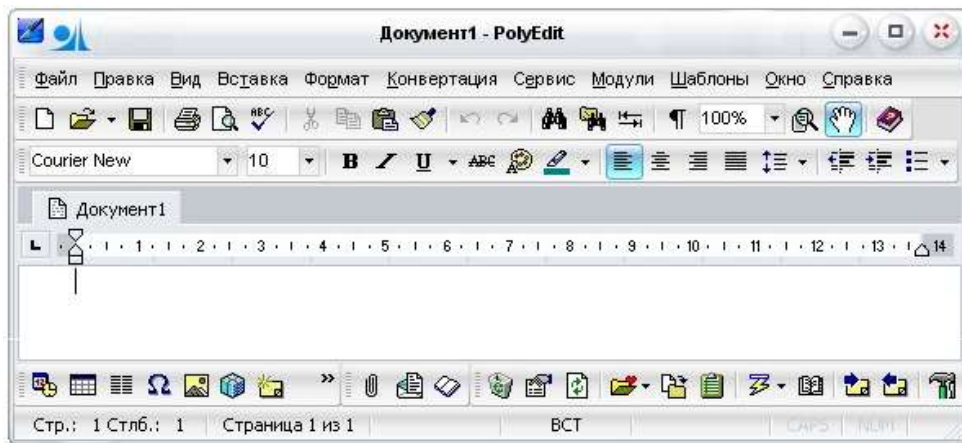 Документ1 - PolyEdit
Файл Правка Вид Вставка Формат Конвертация Сервис Модули Шаблоны Окно Справка
ABC ¶ 100%
Courier New 10 B I U ABC
Документ1
1 2 3 4 5 6 7 8 9 10 11 12 13 14
Ω »
Стр.: 1 Стлб.: 1 Страница 1 из 1 ВСТ CAPS NUM